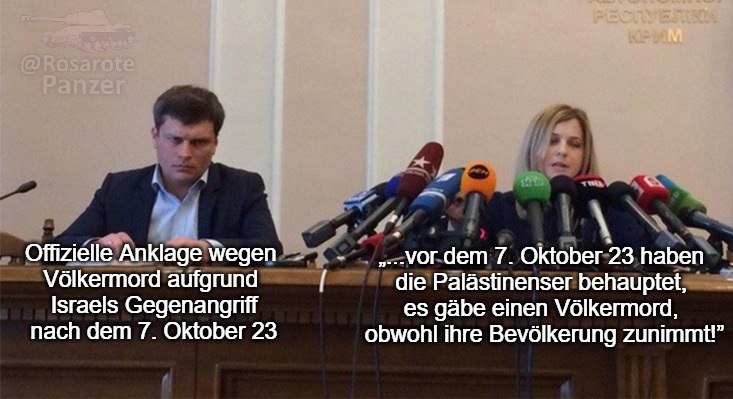 РЕСПУБЛІКИ
КРИМ
@Rosarote
Panzer
Offizielle Anklage wegen
Völkermord aufgrund
Israels Gegenangriff
nach dem 7. Oktober 23
„...vor dem 7. Oktober 23 haben
die Palästinenser behauptet,
es gäbe einen Völkermord,
obwohl ihre Bevölkerung zunimmt!”
НТВ